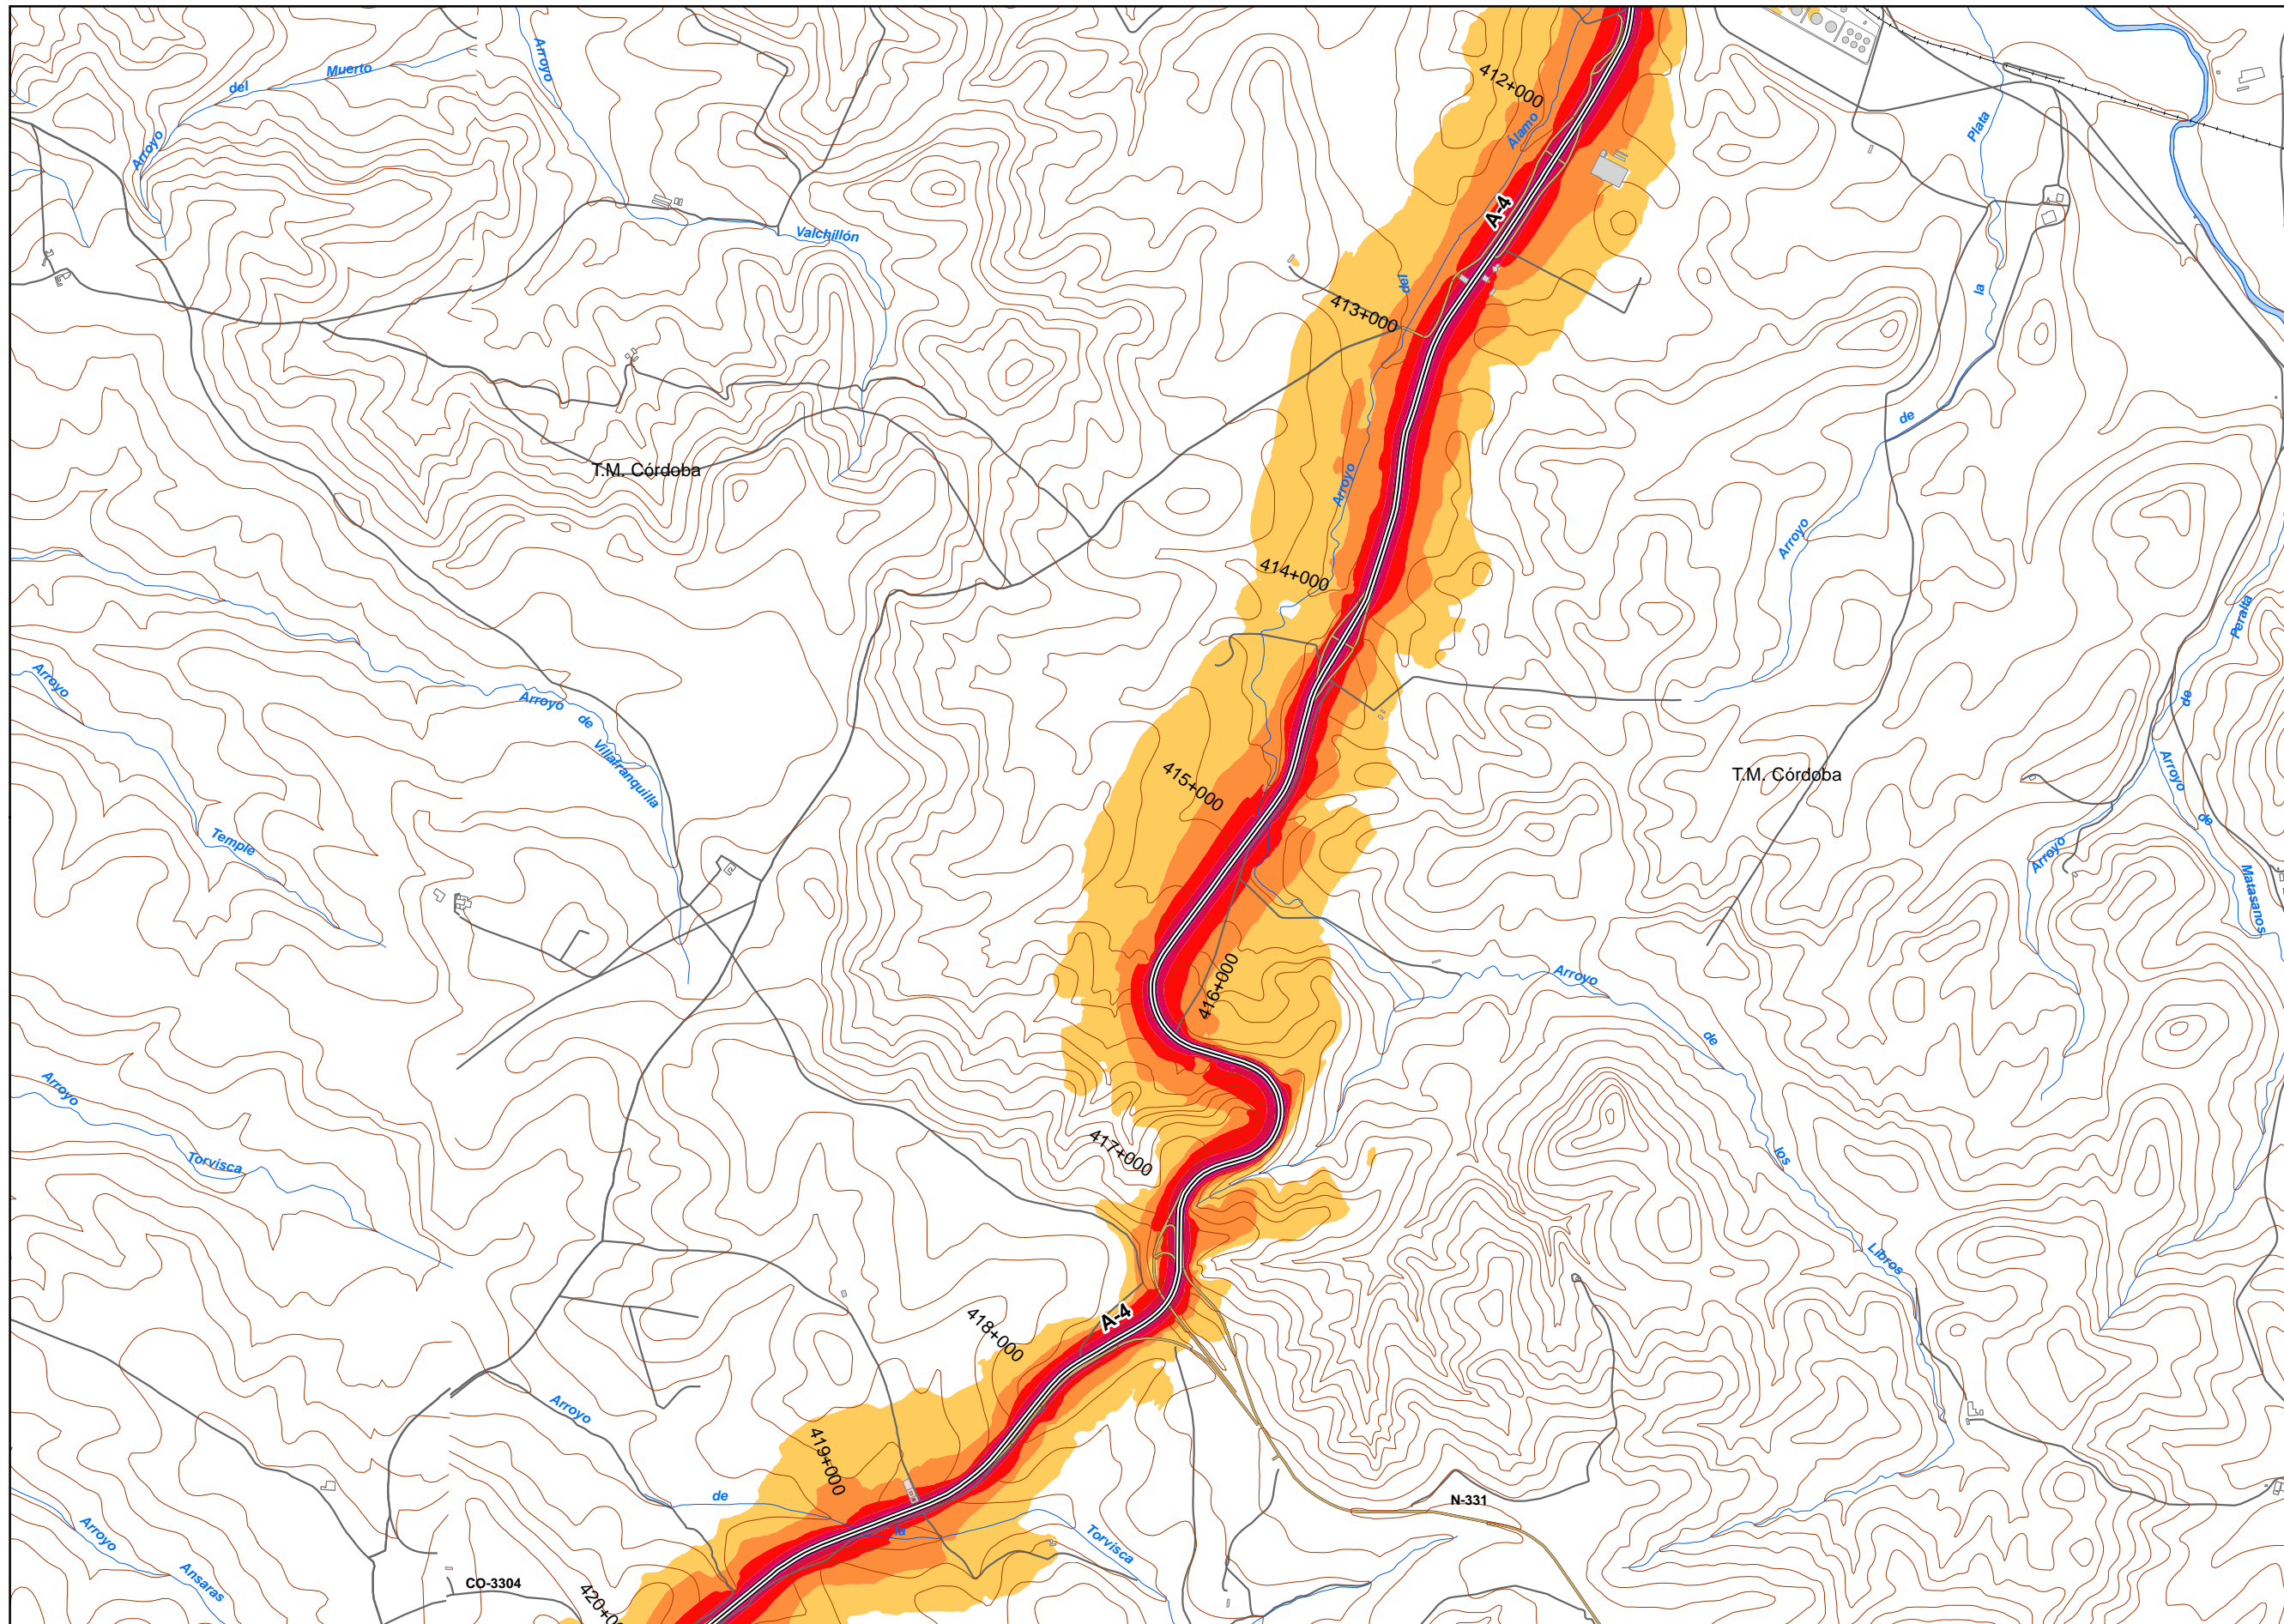 Arroyo
del
Muerto
Arroyo
Valchillón
412+000
Álamo
A-4
del
413+000
Arroyo
414+000
Plata
la
de
Arroyo
T.M. Córdoba
Peralta
de
Arroyo
Arroyo
de
Matasanos
T.M. Córdoba
Arroyo
Temple
Arroyo
de
Villafranquilla
415+000
416+000
Arroyo
de
los
Libros
Arroyo
Torvisca
417+000
418+000
A-4
419+000
Arroyo
de
la
Torvisca
N-331
Arroyo
Ansaras
CO-3304